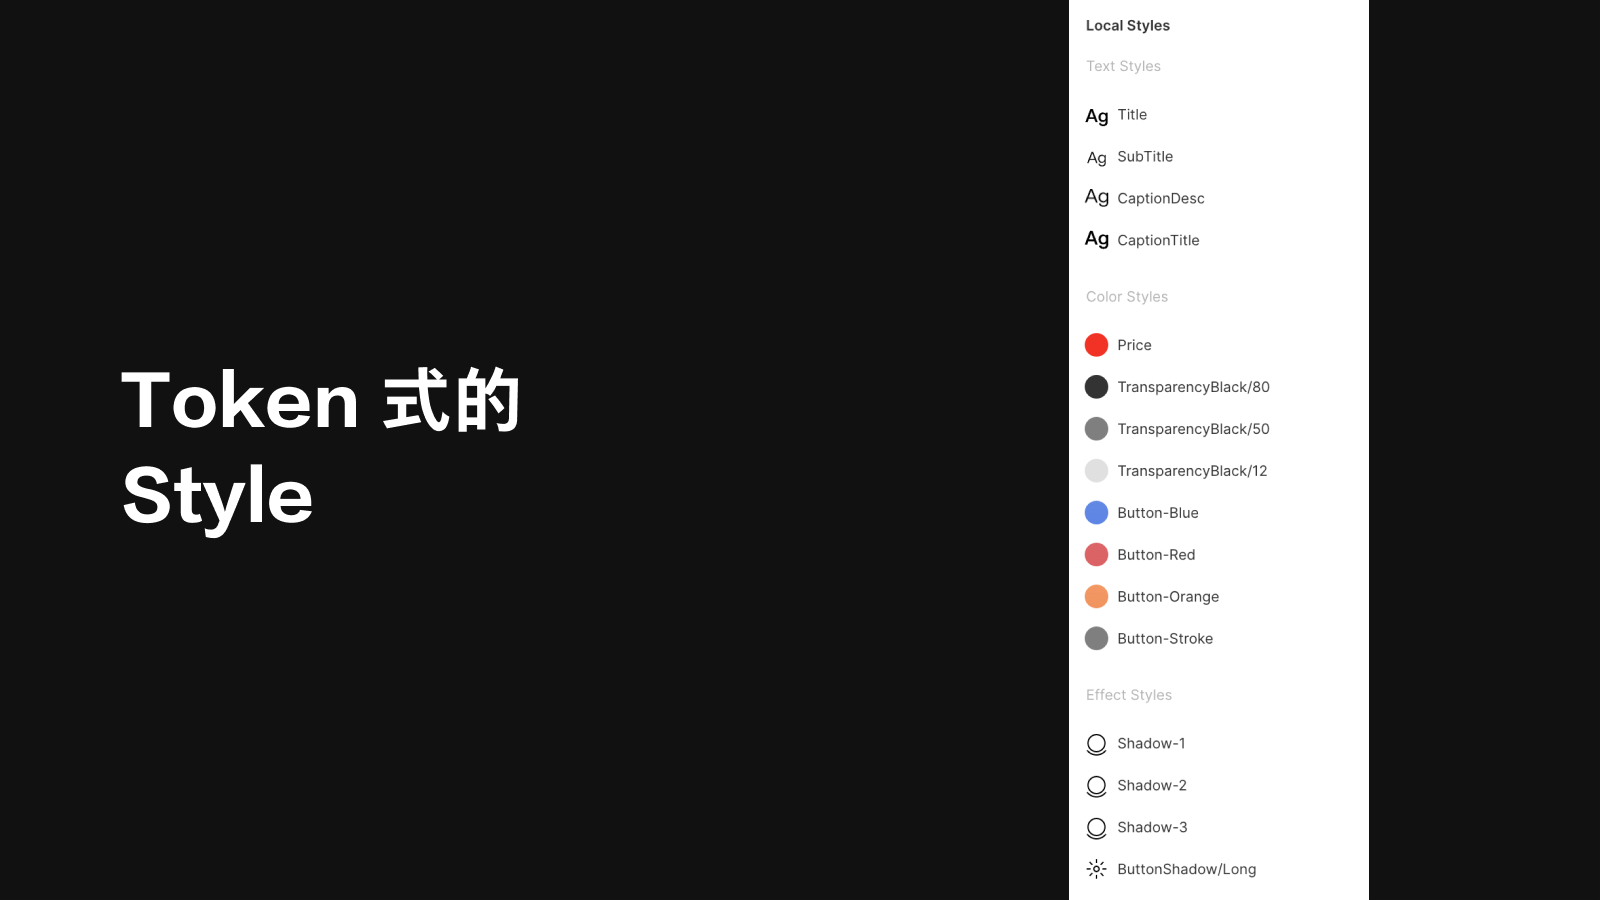 Token 式的
Style
Local Styles
Text Styles
Ag Title
Ag SubTitle
Ag CaptionDesc
Ag CaptionTitle
Color Styles
Price
TransparencyBlack/80
TransparencyBlack/50
TransparencyBlack/12
Button-Blue
Button-Red
Button-Orange
Button-Stroke
Effect Styles
Shadow-1
Shadow-2
Shadow-3
ButtonShadow/Long